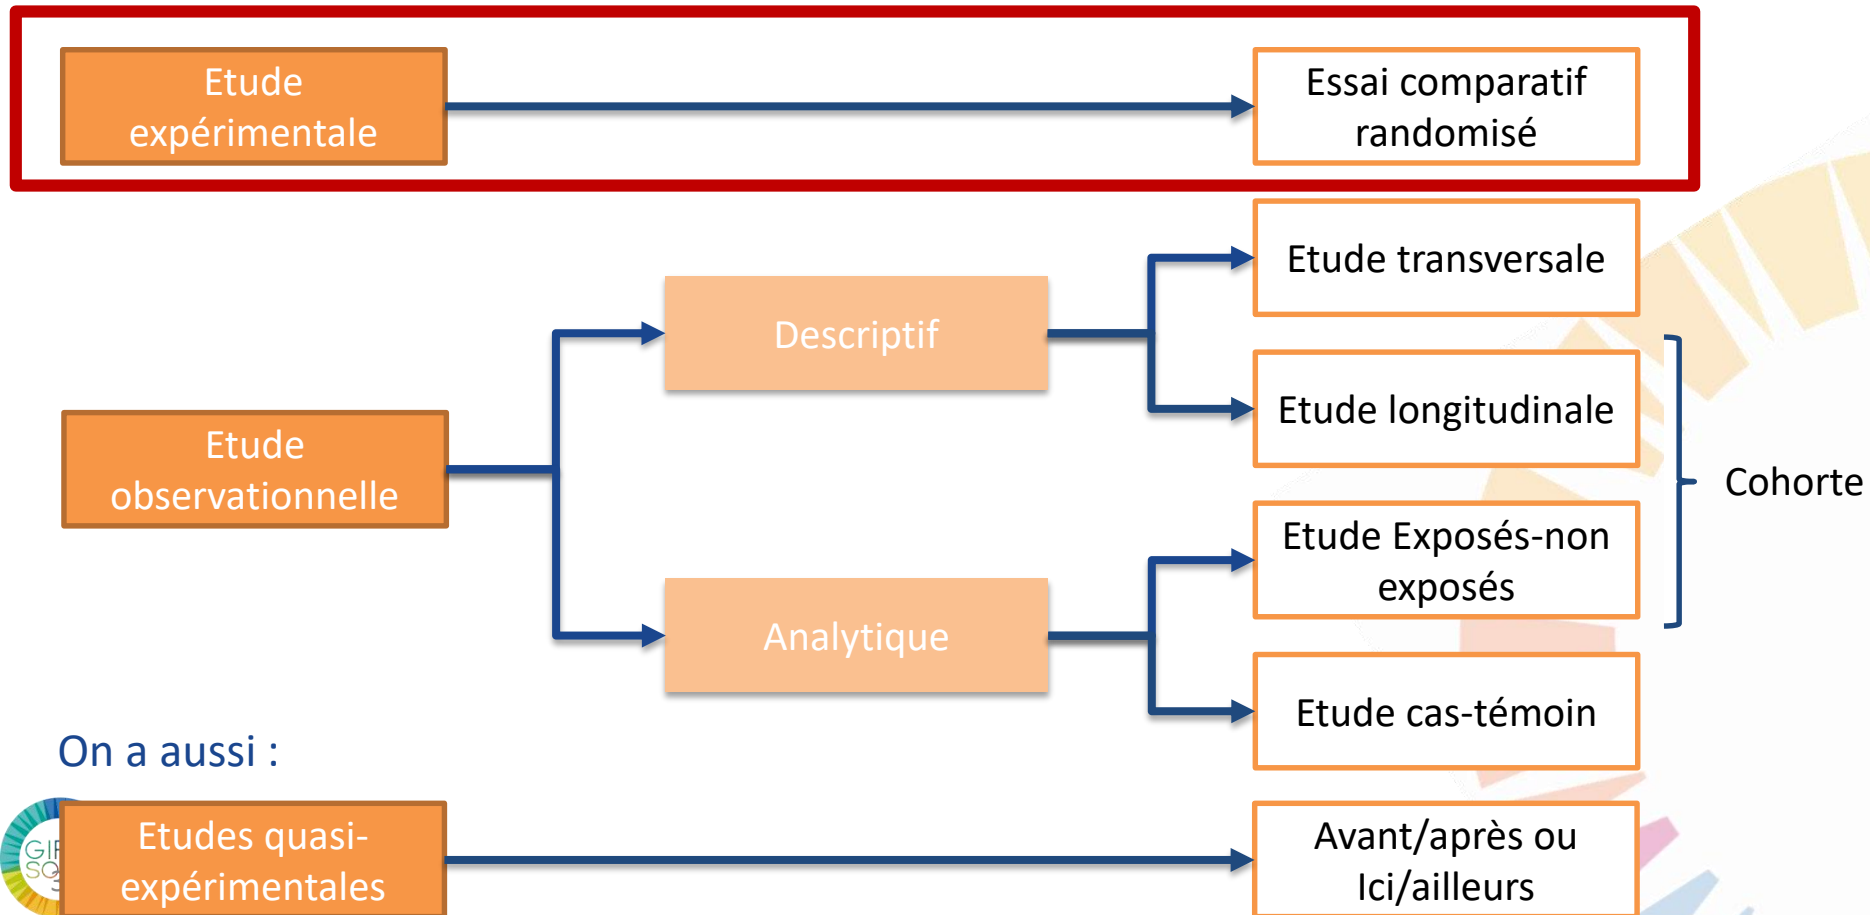 Etude
expérimentale
Essai comparatif
randomisé
Etude transversale
Descriptif
Etude longitudinale
Etude
observationnelle
Cohorte
Etude Exposés-non
exposés
Analytique
Etude cas-témoin
On a aussi :
Etudes quasi-
expérimentales
Avant/après ou
Ici/ailleurs